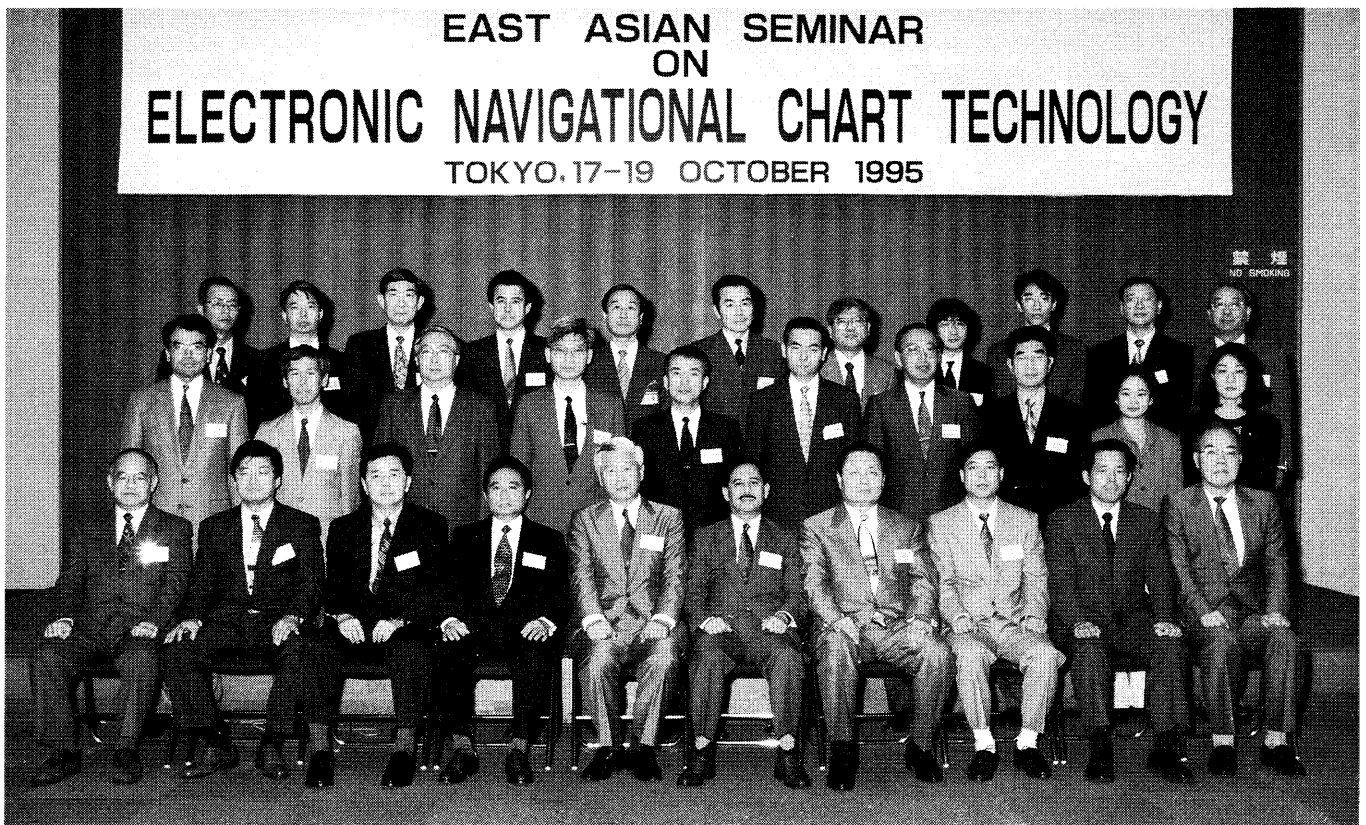 EAST ASIAN SEMINAR
ON
ELECTRONIC NAVIGATIONAL CHART TECHNOLOGY
TOKYO, 17-19 OCTOBER 1995
禁煙
NO SMOKING